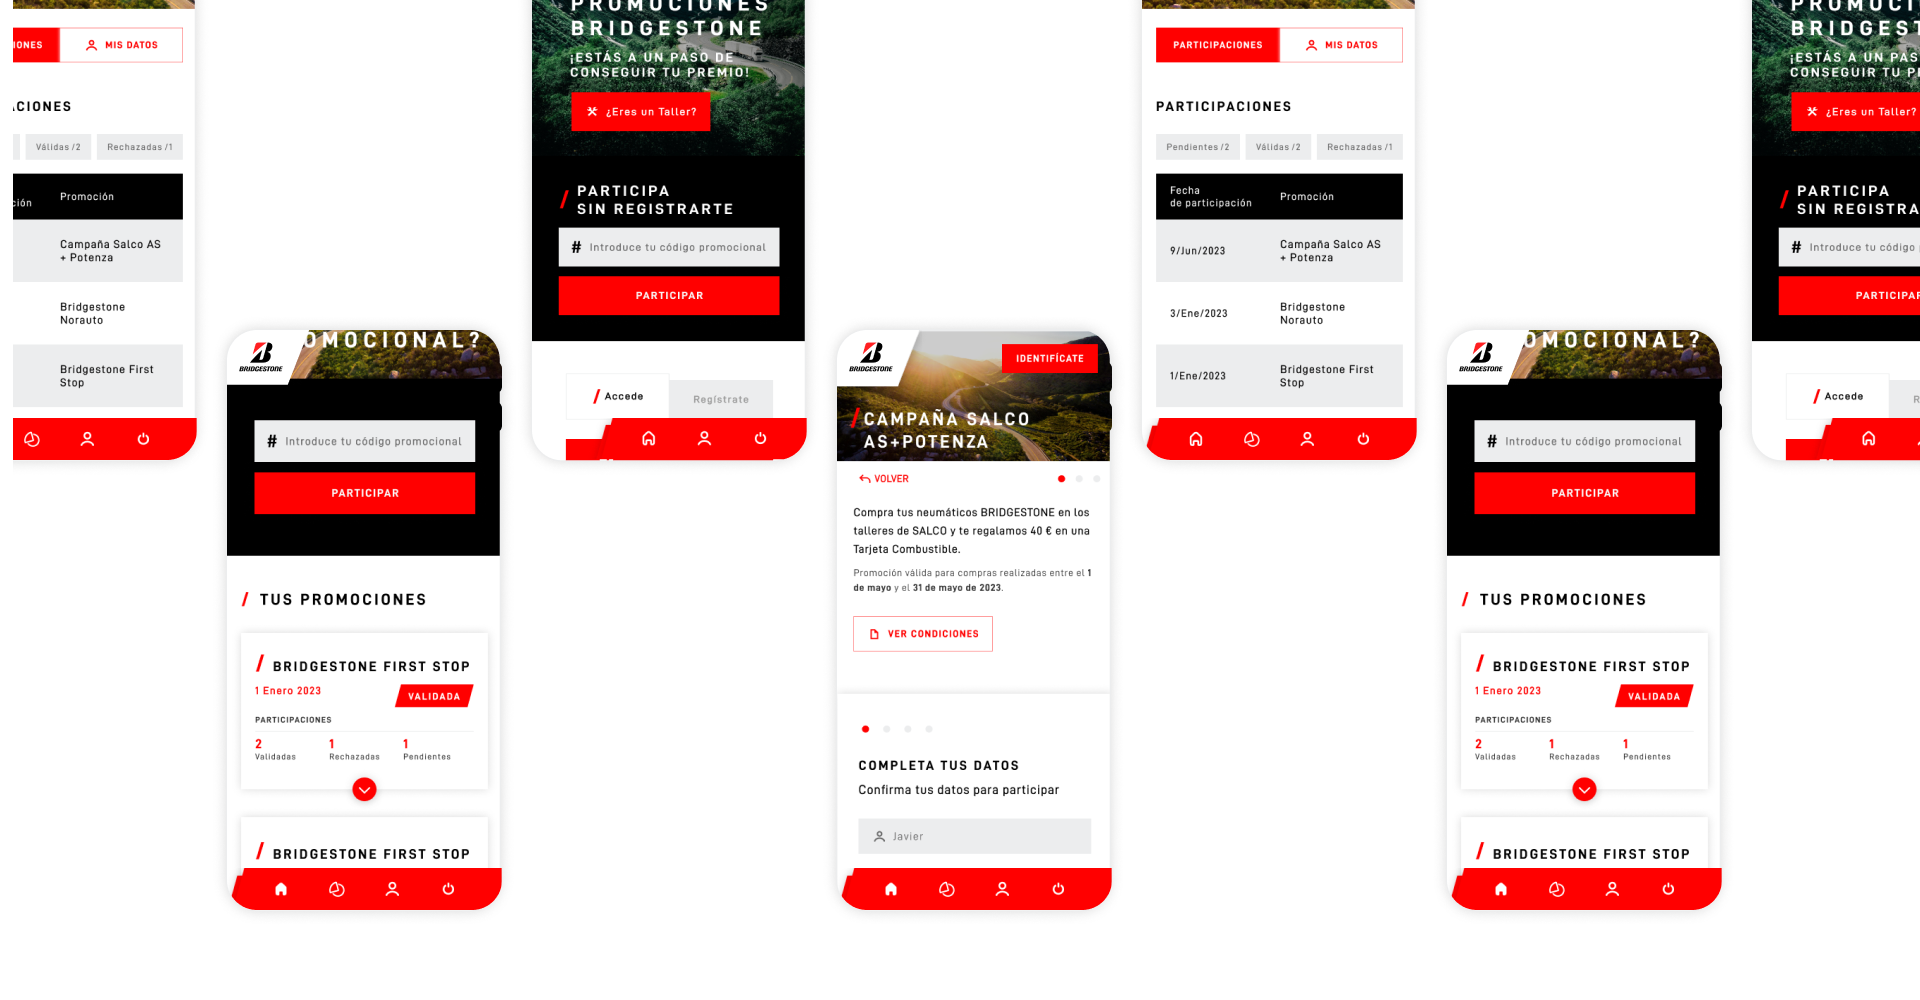 IONES
MIS DATOS
ACIONES
Válidas /2
Rechazadas /1
ción
Promoción
Campaña Salco AS
+ Potenza
Bridgestone
Norauto
Bridgestone First
Stop
OMOCIONAL?
BRIDGESTONE
# Introduce tu código promocional
PARTICIPAR
/ TUS PROMOCIONES
/ BRIDGESTONE FIRST STOP
1 Enero 2023
VALIDADA
PARTICIPACIONES
2 1 1
Validadas Rechazadas Pendientes
/ BRIDGESTONE FIRST STOP
PROMOCIONES
BRIDGESTONE
¡ESTÁS A UN PASO DE
CONSEGUIR TU PREMIO!
¿Eres un Taller?
/ PARTICIPA
SIN REGISTRARTE
# Introduce tu código promocional
PARTICIPAR
/ Accede
Regístrate
BRIDGESTONE
IDENTIFÍCATE
/ CAMPAÑA SALCO
AS+POTENZA
VOLVER
Compra tus neumáticos BRIDGESTONE en los
talleres de SALCO y te regalamos 40 € en una
Tarjeta Combustible.
Promoción válida para compras realizadas entre el 1
de mayo y el 31 de mayo de 2023.
VER CONDICIONES
COMPLETA TUS DATOS
Confirma tus datos para participar
Javier
PARTICIPACIONES
MIS DATOS
PARTICIPACIONES
Pendientes /2
Válidas /2
Rechazadas /1
Fecha
de participación
Promoción
9/Jun/2023
Campaña Salco AS
+ Potenza
3/Ene/2023
Bridgestone
Norauto
1/Ene/2023
Bridgestone First
Stop
OMOCIONAL?
BRIDGESTONE
# Introduce tu código promocional
PARTICIPAR
/ TUS PROMOCIONES
/ BRIDGESTONE FIRST STOP
1 Enero 2023
VALIDADA
PARTICIPACIONES
2 1 1
Validadas Rechazadas Pendientes
/ BRIDGESTONE FIRST STOP
PROMOCI
BRIDGEST
¡ESTÁS A UN PAS
CONSEGUIR TU P
¿Eres un Taller?
/ PARTICIPA
SIN REGISTRA
# Introduce tu código
PARTICIPAR
/ Accede
R